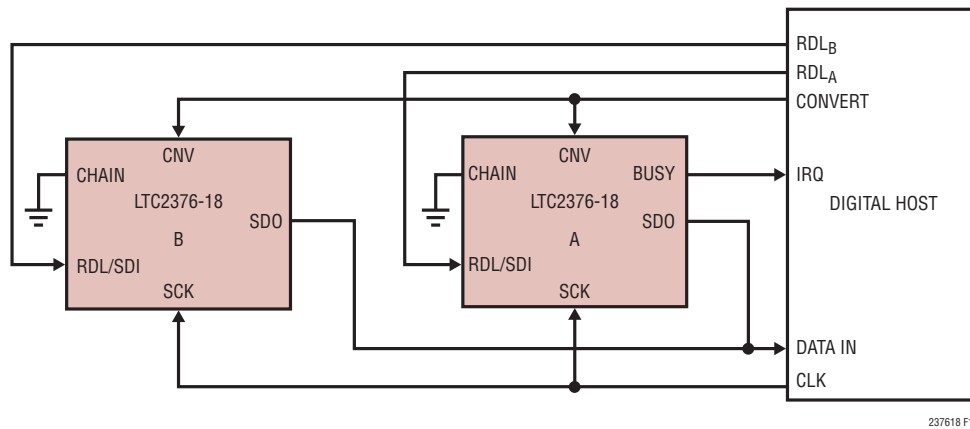 RDLB
RDLA
CONVERT
IRQ
DIGITAL HOST
DATA IN
CLK
CNV
CHAIN
LTC2376-18
SDO
B
RDL/SDI
SCK
CNV
CHAIN
BUSY
LTC2376-18
SDO
A
RDL/SDI
SCK
237618